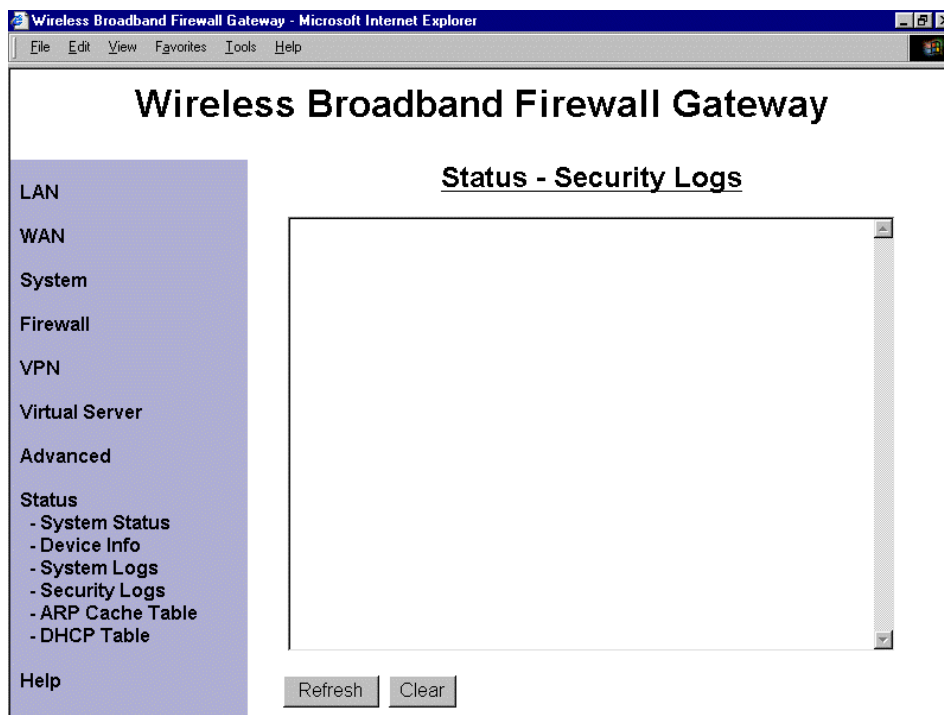 Wireless Broadband Firewall Gateway - Microsoft Internet Explorer
File Edit View Favorites Tools Help
Wireless Broadband Firewall Gateway
LAN
WAN
System
Firewall
VPN
Virtual Server
Advanced
Status
- System Status
- Device Info
- System Logs
- Security Logs
- ARP Cache Table
- DHCP Table
Help
Status - Security Logs
Refresh Clear